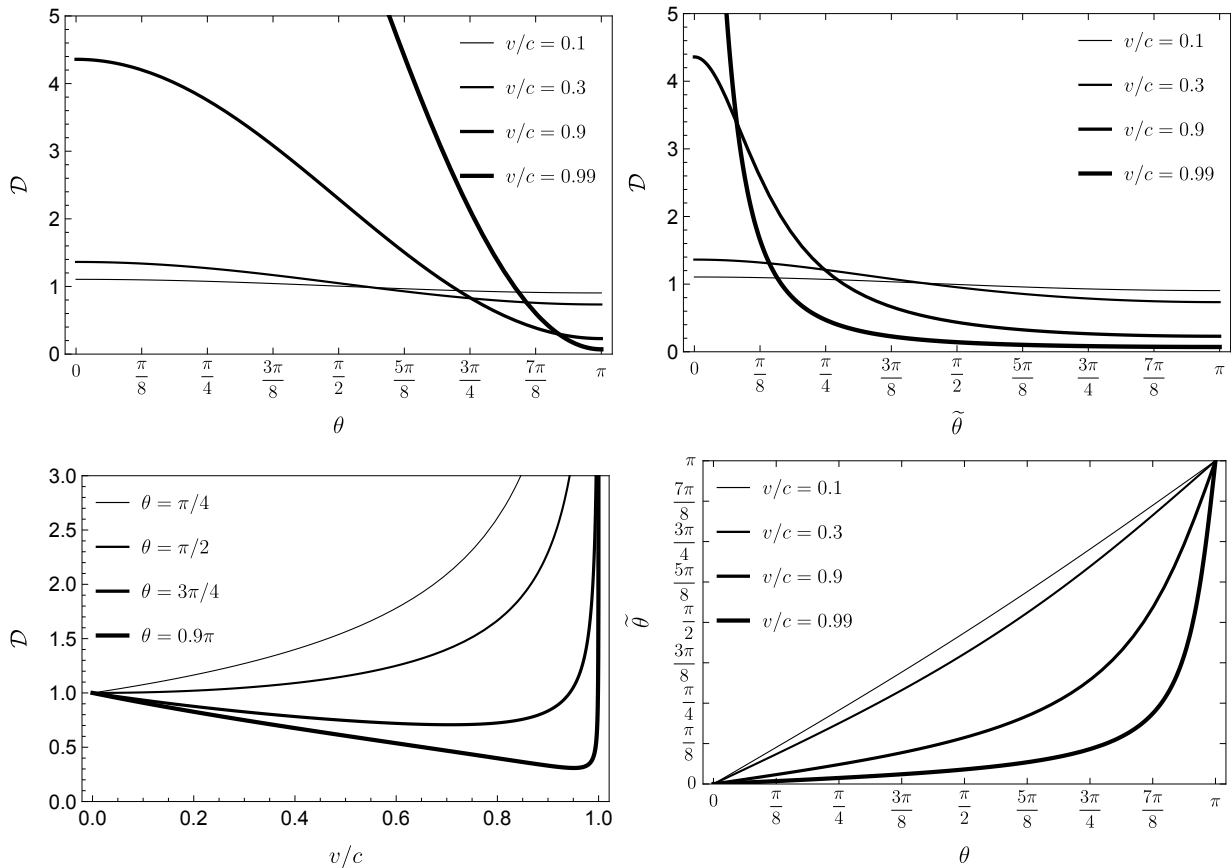 5
4
3
2
1
0
𝒟
v/c = 0.1
v/c = 0.3
v/c = 0.9
v/c = 0.99
0
π/8
π/4
3π/8
π/2
5π/8
3π/4
7π/8
π
θ
5
4
3
2
1
0
𝒟
v/c = 0.1
v/c = 0.3
v/c = 0.9
v/c = 0.99
0
π/8
π/4
3π/8
π/2
5π/8
3π/4
7π/8
π
θ̃
3.0
2.5
2.0
1.5
1.0
0.5
0.0
𝒟
θ = π/4
θ = π/2
θ = 3π/4
θ = 0.9π
0.0
0.2
0.4
0.6
0.8
1.0
v/c
π
7π/8
3π/4
5π/8
π/2
3π/8
π/4
π/8
0
θ̃
v/c = 0.1
v/c = 0.3
v/c = 0.9
v/c = 0.99
0
π/8
π/4
3π/8
π/2
5π/8
3π/4
7π/8
π
θ